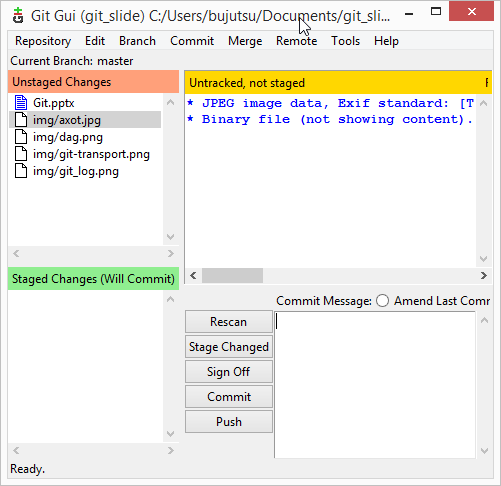 Git Gui (git_slide) C:/Users/bujutsu/Documents/git_sli...
Repository Edit Branch Commit Merge Remote Tools Help
Current Branch: master
Unstaged Changes
Git.pptx
img/axot.jpg
img/dag.png
img/git-transport.png
img/git_log.png
Untracked, not staged F
* JPEG image data, Exif standard: [T
* Binary file (not showing content).
Staged Changes (Will Commit)
Commit Message: Amend Last Comm
Rescan
Stage Changed
Sign Off
Commit
Push
Ready.